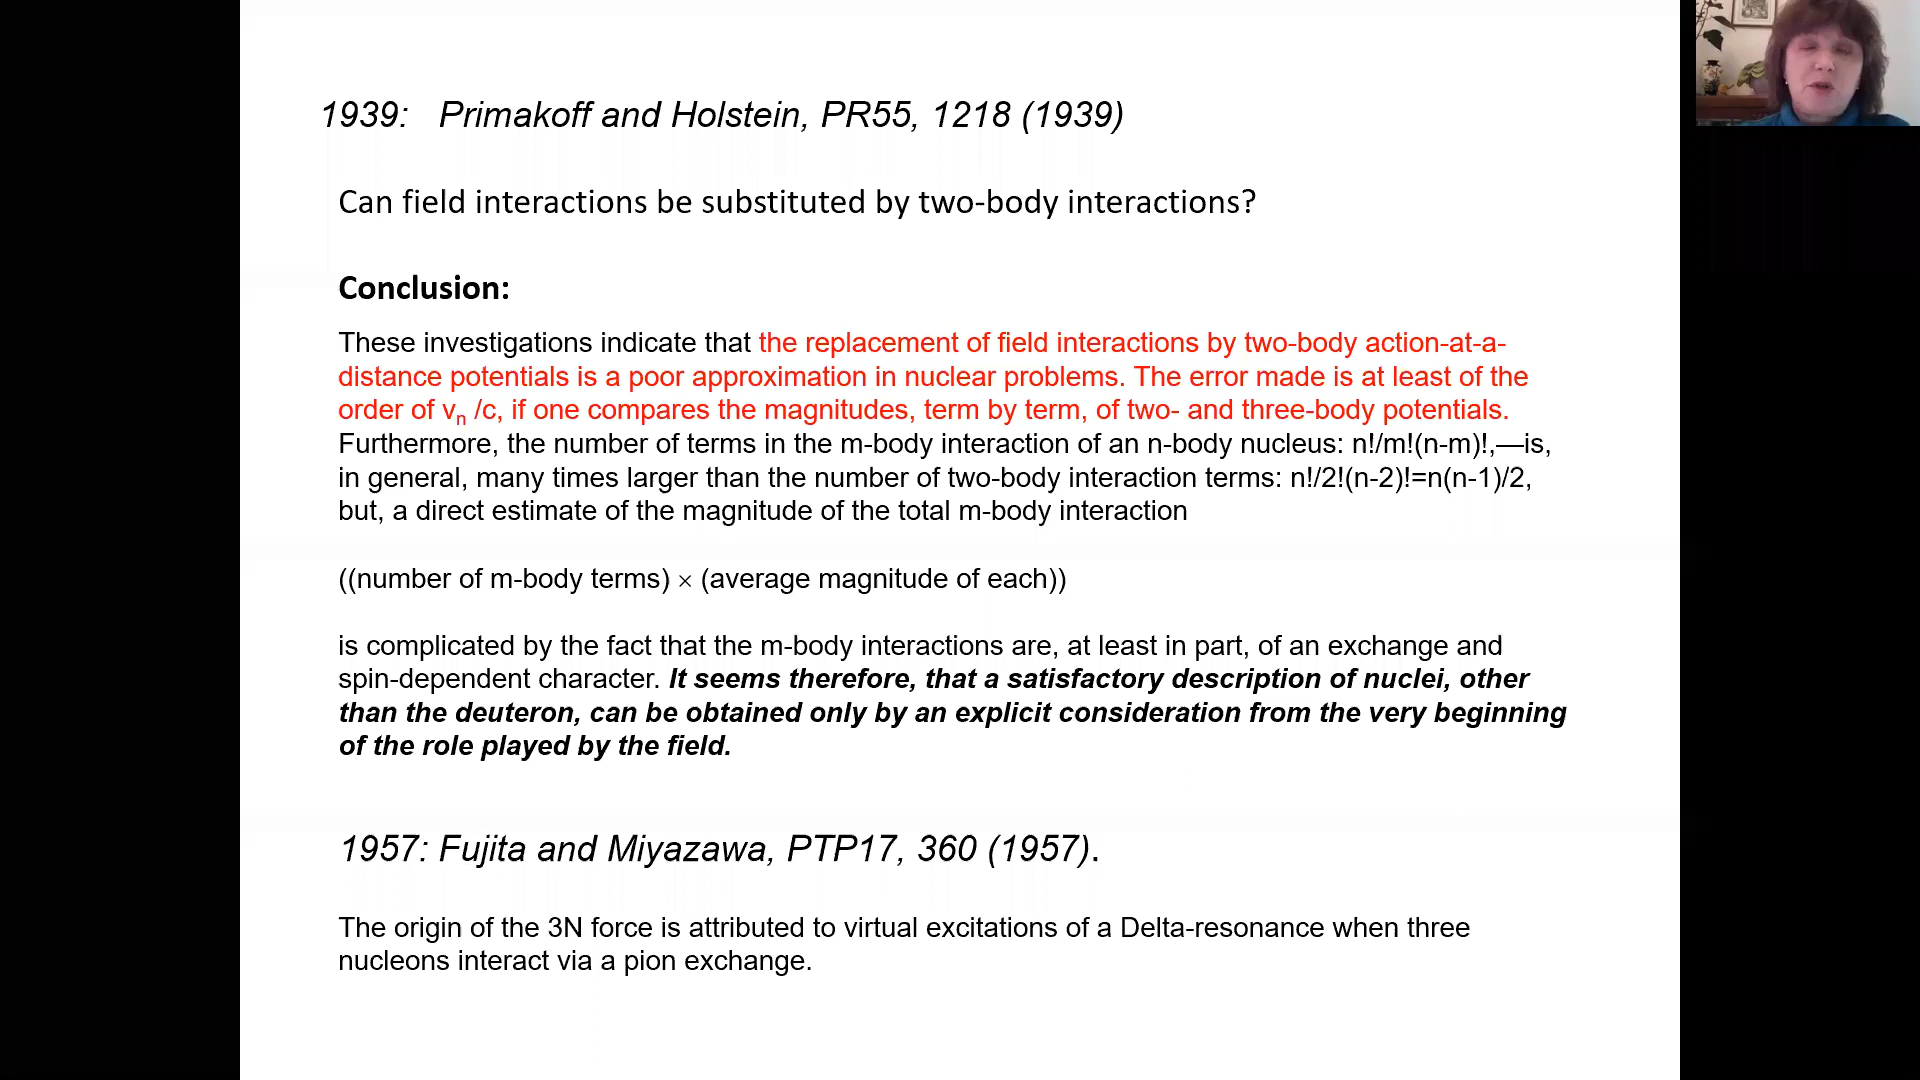 1939: Primakoff and Holstein, PR55, 1218 (1939)
Can field interactions be substituted by two-body interactions?
Conclusion:
These investigations indicate that the replacement of field interactions by two-body action-at-a-
distance potentials is a poor approximation in nuclear problems. The error made is at least of the
order of vn /c, if one compares the magnitudes, term by term, of two- and three-body potentials.
Furthermore, the number of terms in the m-body interaction of an n-body nucleus: n!/m!(n-m)!,—is,
in general, many times larger than the number of two-body interaction terms: n!/2!(n-2)!=n(n-1)/2,
but, a direct estimate of the magnitude of the total m-body interaction
((number of m-body terms) × (average magnitude of each))
is complicated by the fact that the m-body interactions are, at least in part, of an exchange and
spin-dependent character. It seems therefore, that a satisfactory description of nuclei, other
than the deuteron, can be obtained only by an explicit consideration from the very beginning
of the role played by the field.
1957: Fujita and Miyazawa, PTP17, 360 (1957).
The origin of the 3N force is attributed to virtual excitations of a Delta-resonance when three
nucleons interact via a pion exchange.